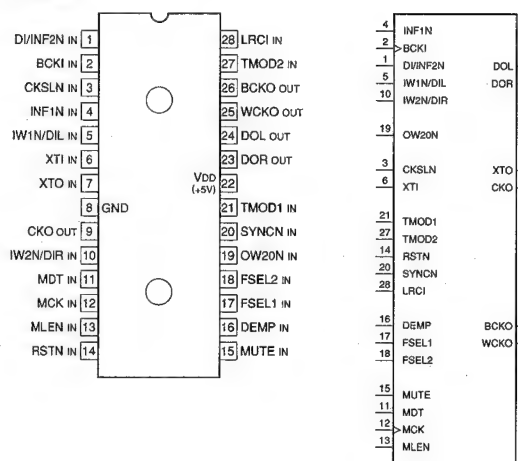 DI/INF2N IN 1
BCKI IN 2
CKSLN IN 3
INF1N IN 4
IW1N/DIL IN 5
XTI IN 6
XTO IN 7
8 GND
CKO OUT 9
IW2N/DIR IN 10
MDT IN 11
MCK IN 12
MLEN IN 13
RSTN IN 14
28 LRCI IN
27 TMOD2 IN
26 BCKO OUT
25 WCKO OUT
24 DOL OUT
23 DOR OUT
VDD
(+5V) 22
21 TMOD1 IN
20 SYNCN IN
19 OW20N IN
18 FSEL2 IN
17 FSEL1 IN
16 DEMP IN
15 MUTE IN
4 INF1N
2 BCKI
1 DI/INF2N DOL
5 IW1N/DIL DOR
10 IW2N/DIR
19 OW20N
3 CKSLN XTO
6 XTI CKO
21 TMOD1
27 TMOD2
14 RSTN
20 SYNCN
28 LRCI
16 DEMP BCKO
17 FSEL1 WCKO
18 FSEL2
15 MUTE
11 MDT
12 MCK
13 MLEN